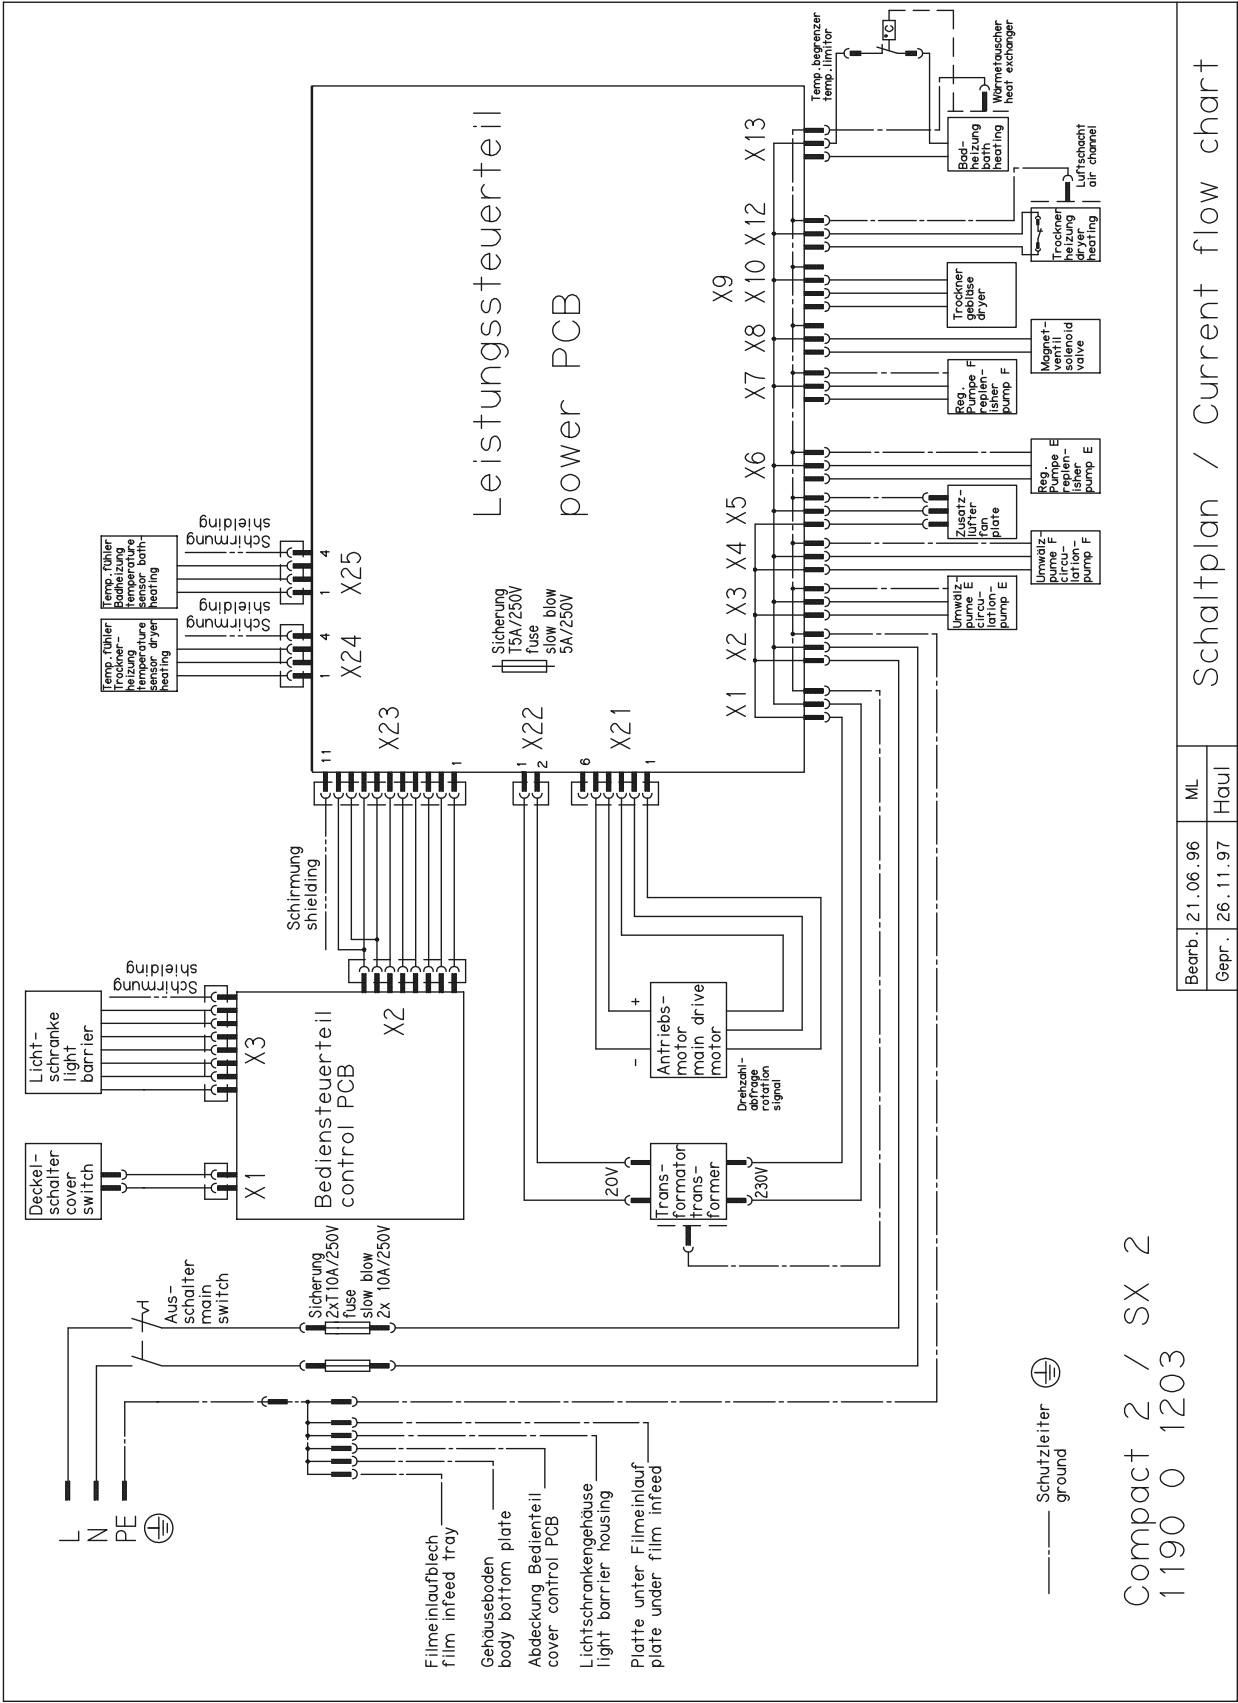 L
N
PE
Aus-
schalter
main
switch
Sicherung
2xT10A/250V
fuse
slow blow
2x 10A/250V
Filmeinlaufblech
film infeed tray
Gehäuseboden
body bottom plate
Abdeckung Bedienteil
cover control PCB
Lichtschrankengehäuse
light barrier housing
Platte unter Filmeinlauf
plate under film infeed
Deckel-
schalter
cover
switch
Licht-
schranke
light
barrier
Schirmung
shielding
X1
X3
Bediensteuerteil
control PCB
X2
Schirmung
shielding
Temp.fühler
Trockner-
heizung
temperature
sensor dryer
heating
Schirmung
shielding
Temp.fühler
Badheizung
temperature
sensor bath-
heating
Schirmung
shielding
1
4
X24
1
4
X25
11
1
X23
1
2
X22
6
1
X21
Sicherung
T5A/250V
fuse
slow blow
5A/250V
Leistungssteuerteil
power PCB
20V
Trans-
formator
trans-
former
230V
-
+
Antriebs-
motor
main drive
motor
Drehzahl-
abfrage
rotation
signal
X1
X2
X3
X4
X5
X6
X7
X8
X9
X10
X12
X13
Umwälz-
pume E
circu-
lation-
pump E
Umwälz-
pume F
circu-
lation-
pump F
Zusatz-
lüfter
fan
plate
Reg.
Pumpe E
replen-
isher
pump E
Reg.
Pumpe F
replen-
isher
pump F
Magnet-
ventil
solenoid
valve
Trockner
gebläse
dryer
Trockner
heizung
dryer
heating
Luftschacht
air channel
Bad-
heizung
bath
heating
Wärmetauscher
heat exchanger
Temp.begrenzer
temp.limitor
°C
Schutzleiter
ground
Compact 2 / SX 2
1190 0 1203
Bearb. 21.06.96 ML
Gepr. 26.11.97 Haul
Schaltplan / Current flow chart